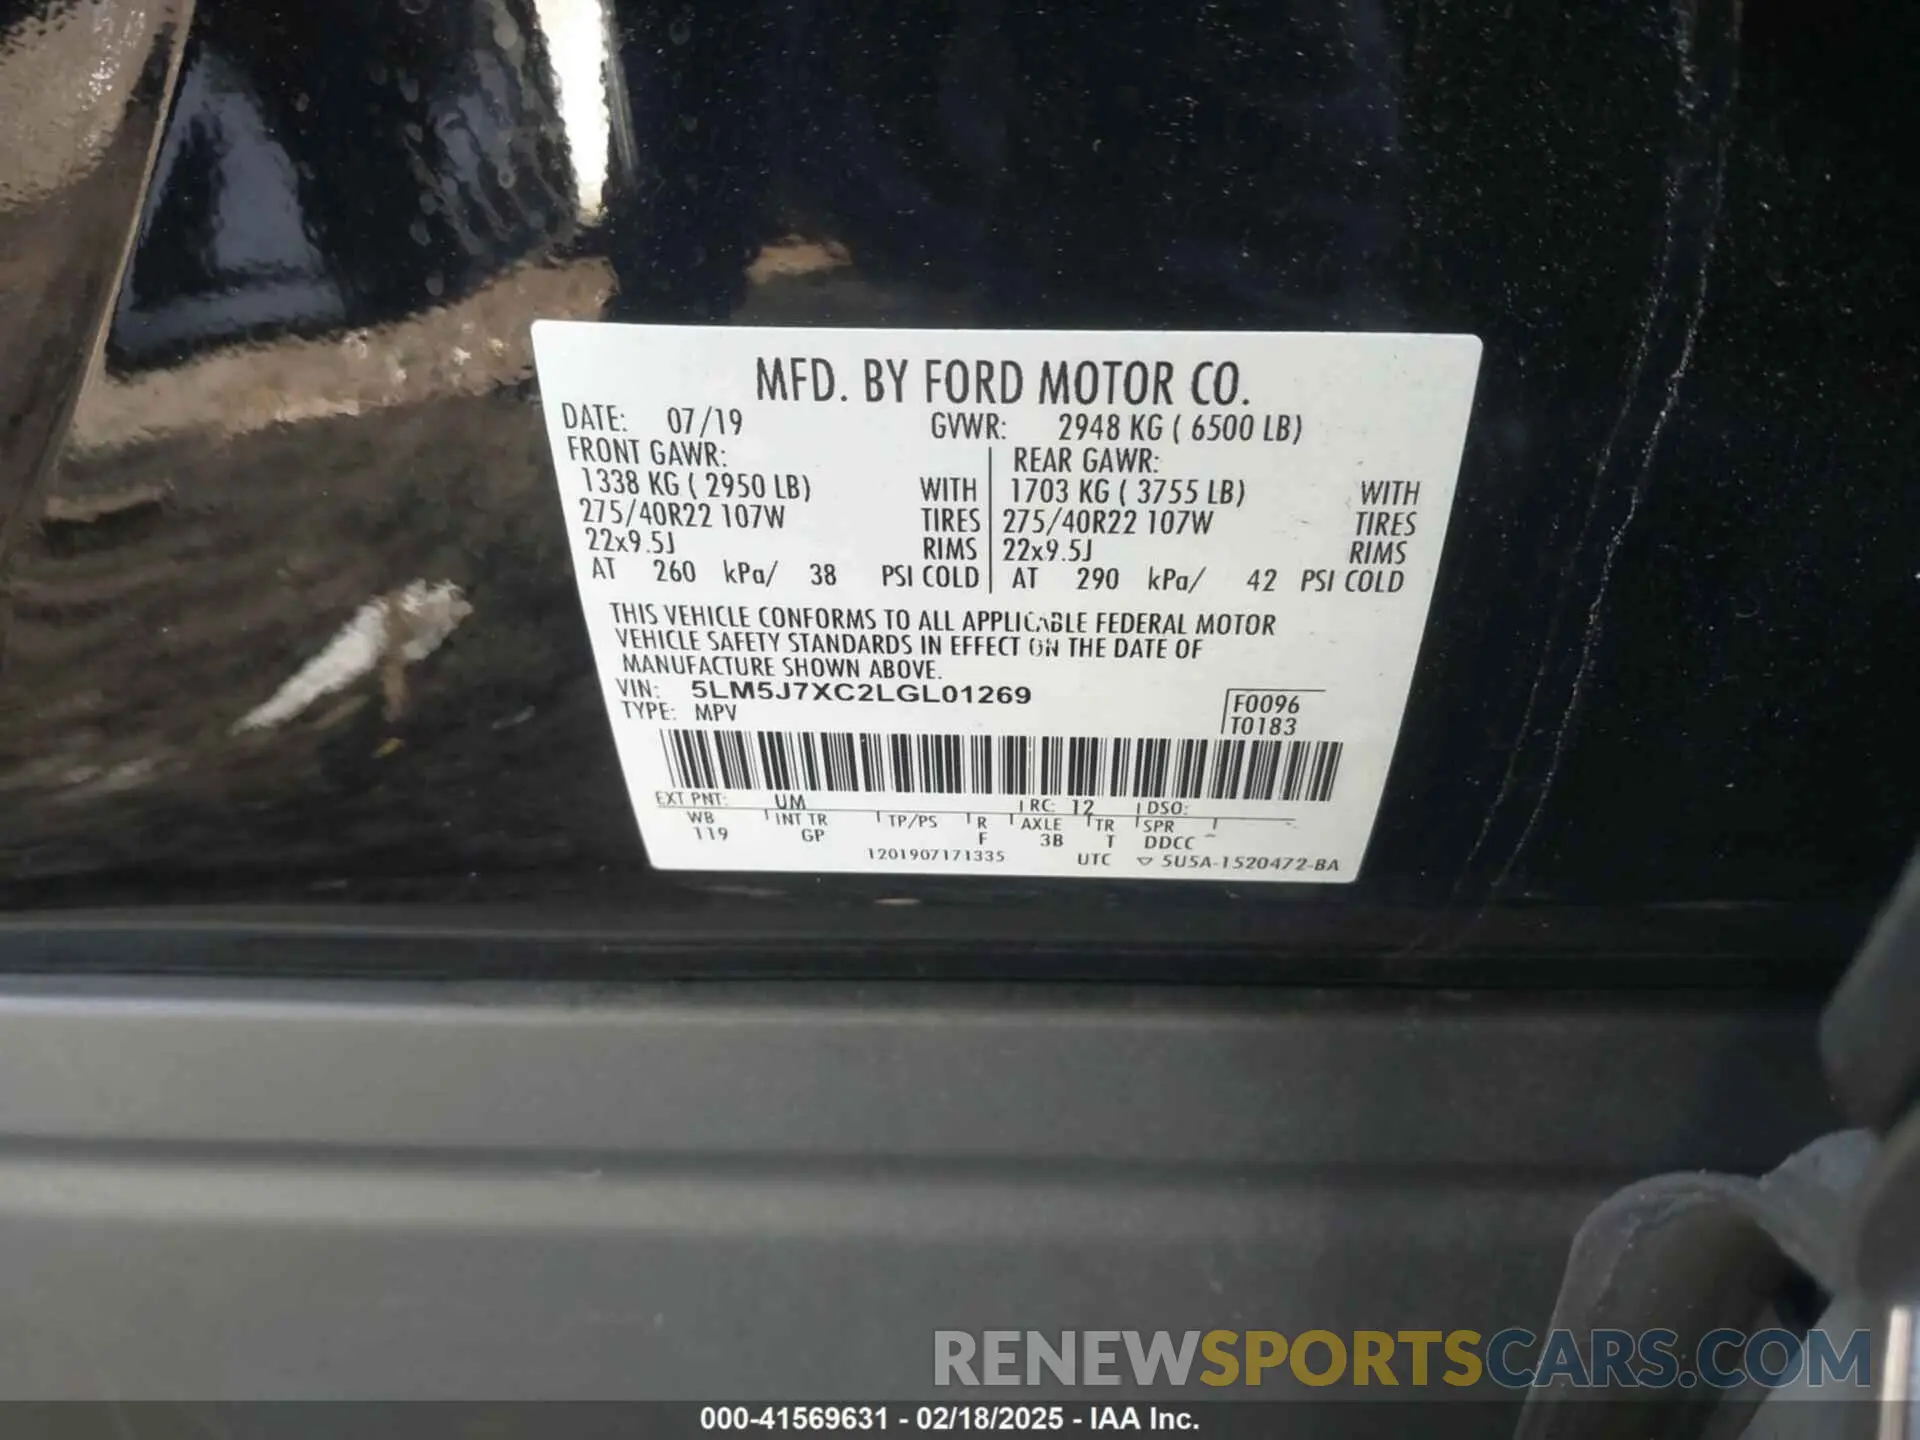 MFD. BY FORD MOTOR CO.
DATE: 07/19 GVWR: 2948 KG ( 6500 LB)
FRONT GAWR: REAR GAWR:
1338 KG ( 2950 LB) WITH 1703 KG ( 3755 LB) WITH
275/40R22 107W TIRES 275/40R22 107W TIRES
22x9.5J RIMS 22x9.5J RIMS
AT 260 kPa/ 38 PSI COLD AT 290 kPa/ 42 PSI COLD
THIS VEHICLE CONFORMS TO ALL APPLICABLE FEDERAL MOTOR
VEHICLE SAFETY STANDARDS IN EFFECT ON THE DATE OF
MANUFACTURE SHOWN ABOVE.
VIN: 5LM5J7XC2LGL01269 F0096
TYPE: MPV T0183
EXT PNT: UM RC: 12 DSO:
WB INT TR TP/PS R AXLE TR SPR
119 GP F 3B T DDCC
1201907171335 UTC ▽ 5U5A-1520472-BA
RENEWSPORTSCARS.COM
000-41569631 - 02/18/2025 - IAA Inc.